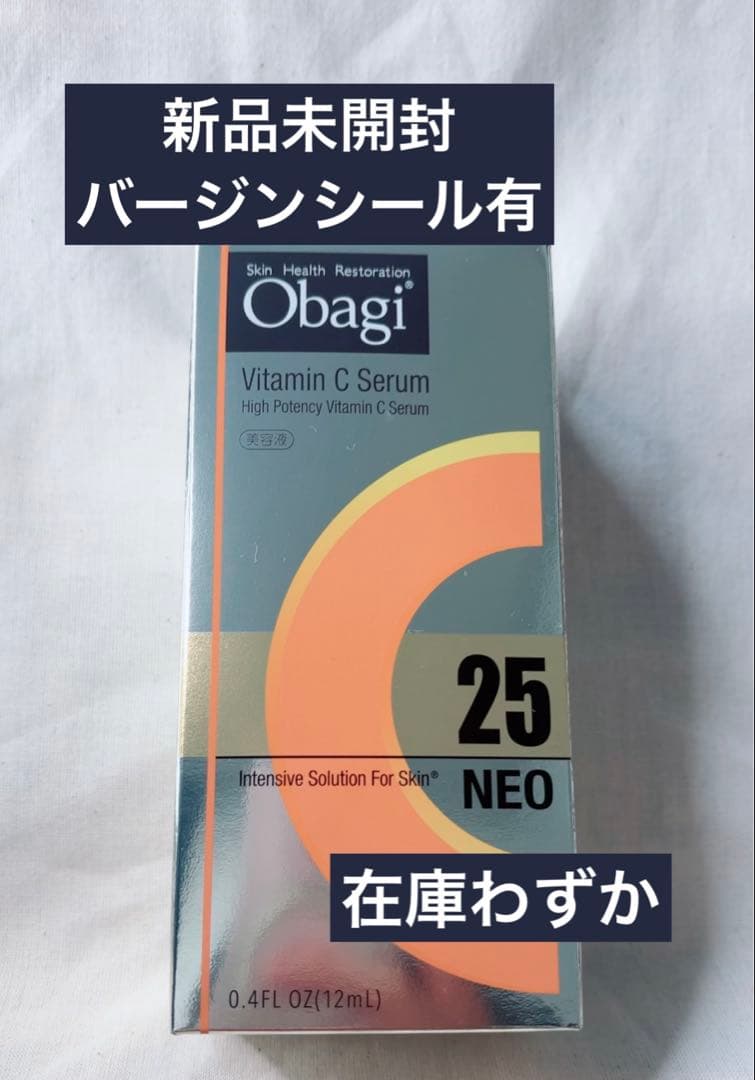 新品未開封
バージンシール有
Skin Health Restoration
Obagi®
Vitamin C Serum
High Potency Vitamin C Serum
美容液
25
Intensive Solution For Skin®
NEO
在庫わずか
0.4FL OZ(12mL)